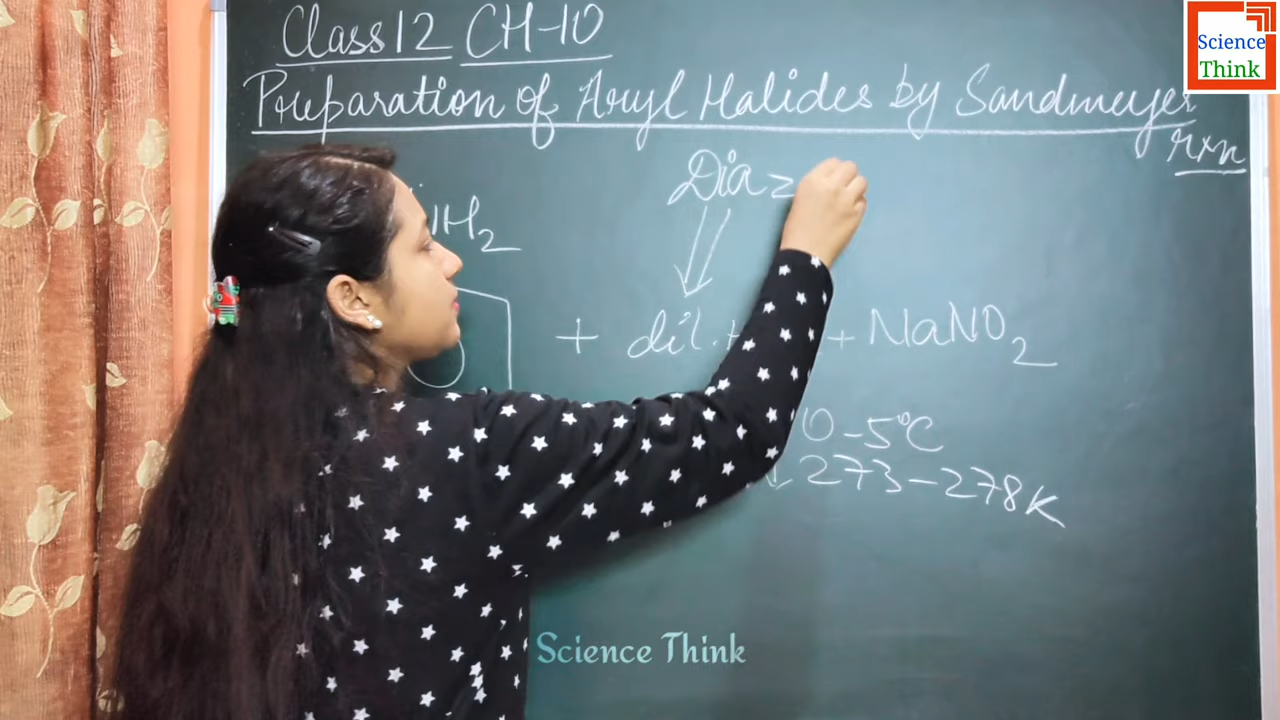 Class 12 CH-10
Preparation of Aryl Halides by Sandmeyer
rxn
Science
Think
Diaz
H2
+ dil. + NaNO2
0-5°C
273-278K
Science Think